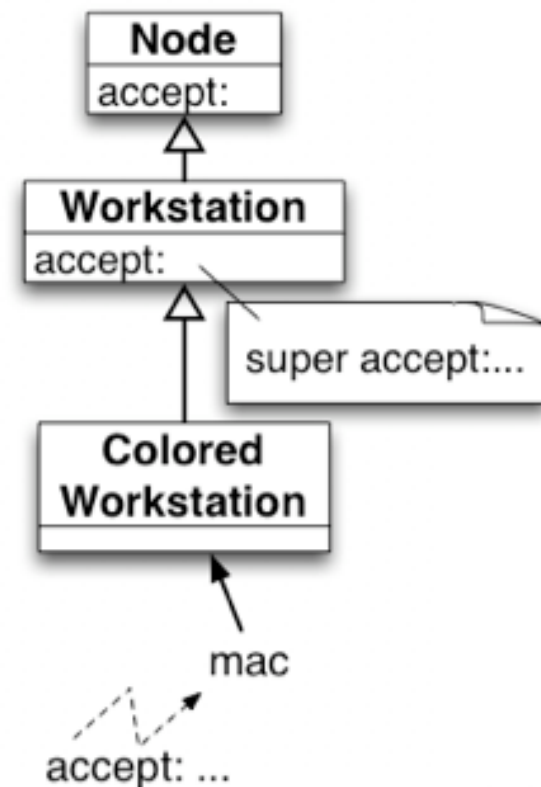 Node
accept:
Workstation
accept:
super accept:...
Colored
Workstation
mac
accept: ...